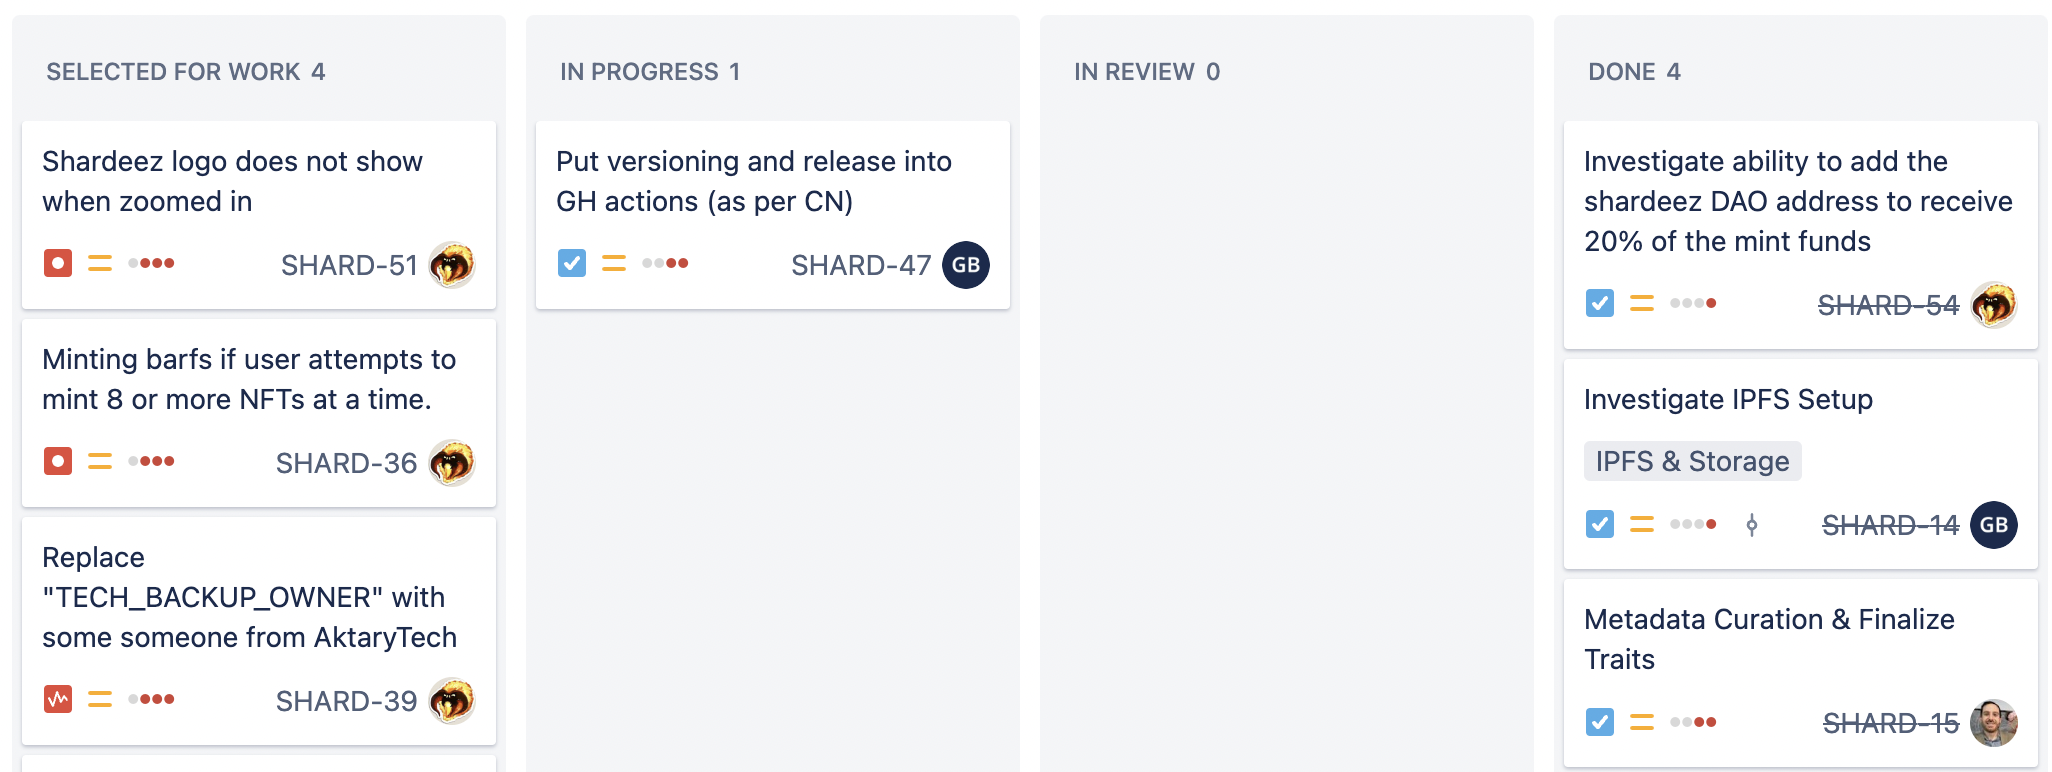 SELECTED FOR WORK 4
Shardeez logo does not show
when zoomed in
SHARD-51
Minting barfs if user attempts to
mint 8 or more NFTs at a time.
SHARD-36
Replace
"TECH_BACKUP_OWNER" with
some someone from AktaryTech
SHARD-39
IN PROGRESS 1
Put versioning and release into
GH actions (as per CN)
SHARD-47 GB
IN REVIEW 0
DONE 4
Investigate ability to add the
shardeez DAO address to receive
20% of the mint funds
SHARD-54
Investigate IPFS Setup
IPFS & Storage
SHARD-14 GB
Metadata Curation & Finalize
Traits
SHARD-15